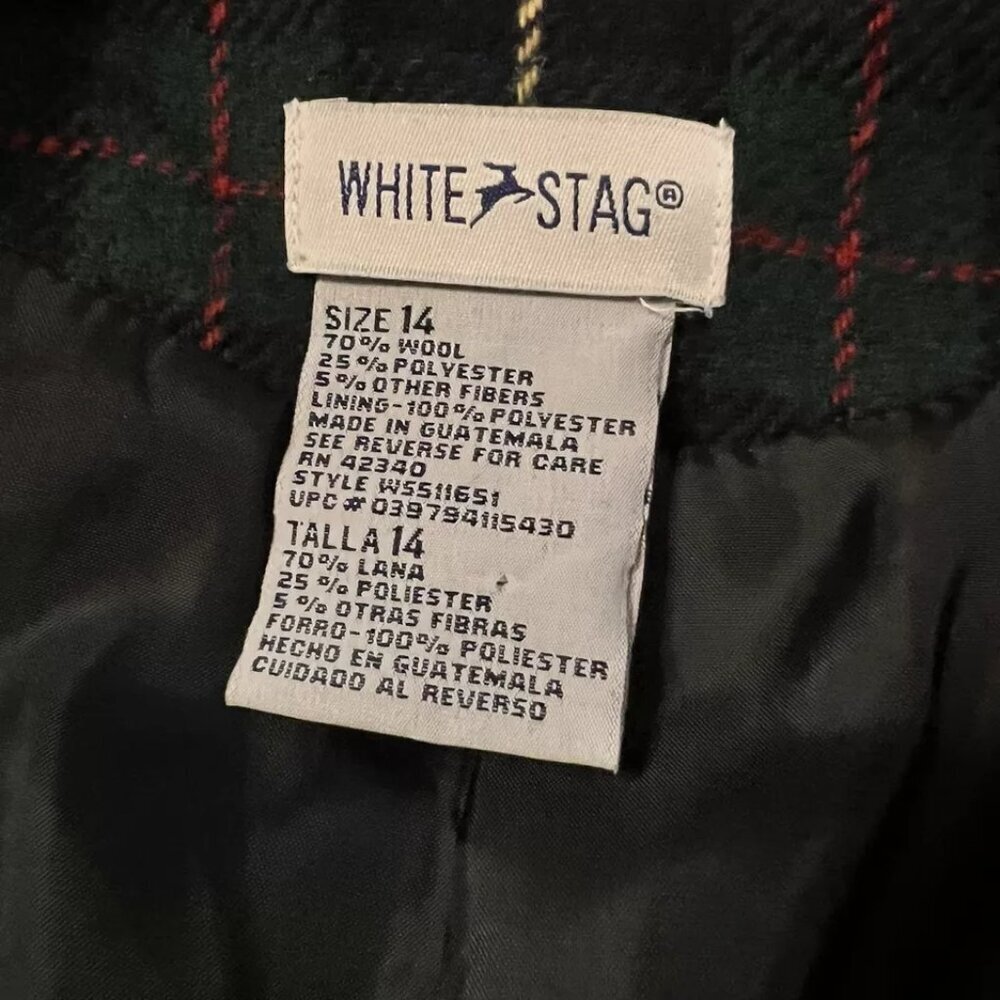 WHITE STAG®
SIZE 14
70% WOOL
25% POLYESTER
5% OTHER FIBERS
LINING-100% POLYESTER
MADE IN GUATEMALA
SEE REVERSE FOR CARE
RN 42340
STYLE WS511651
UPC # 039794115430
TALLA 14
70% LANA
25% POLIESTER
5% OTRAS FIBRAS
FORRO-100% POLIESTER
HECHO EN GUATEMALA
CUIDADO AL REVERSO